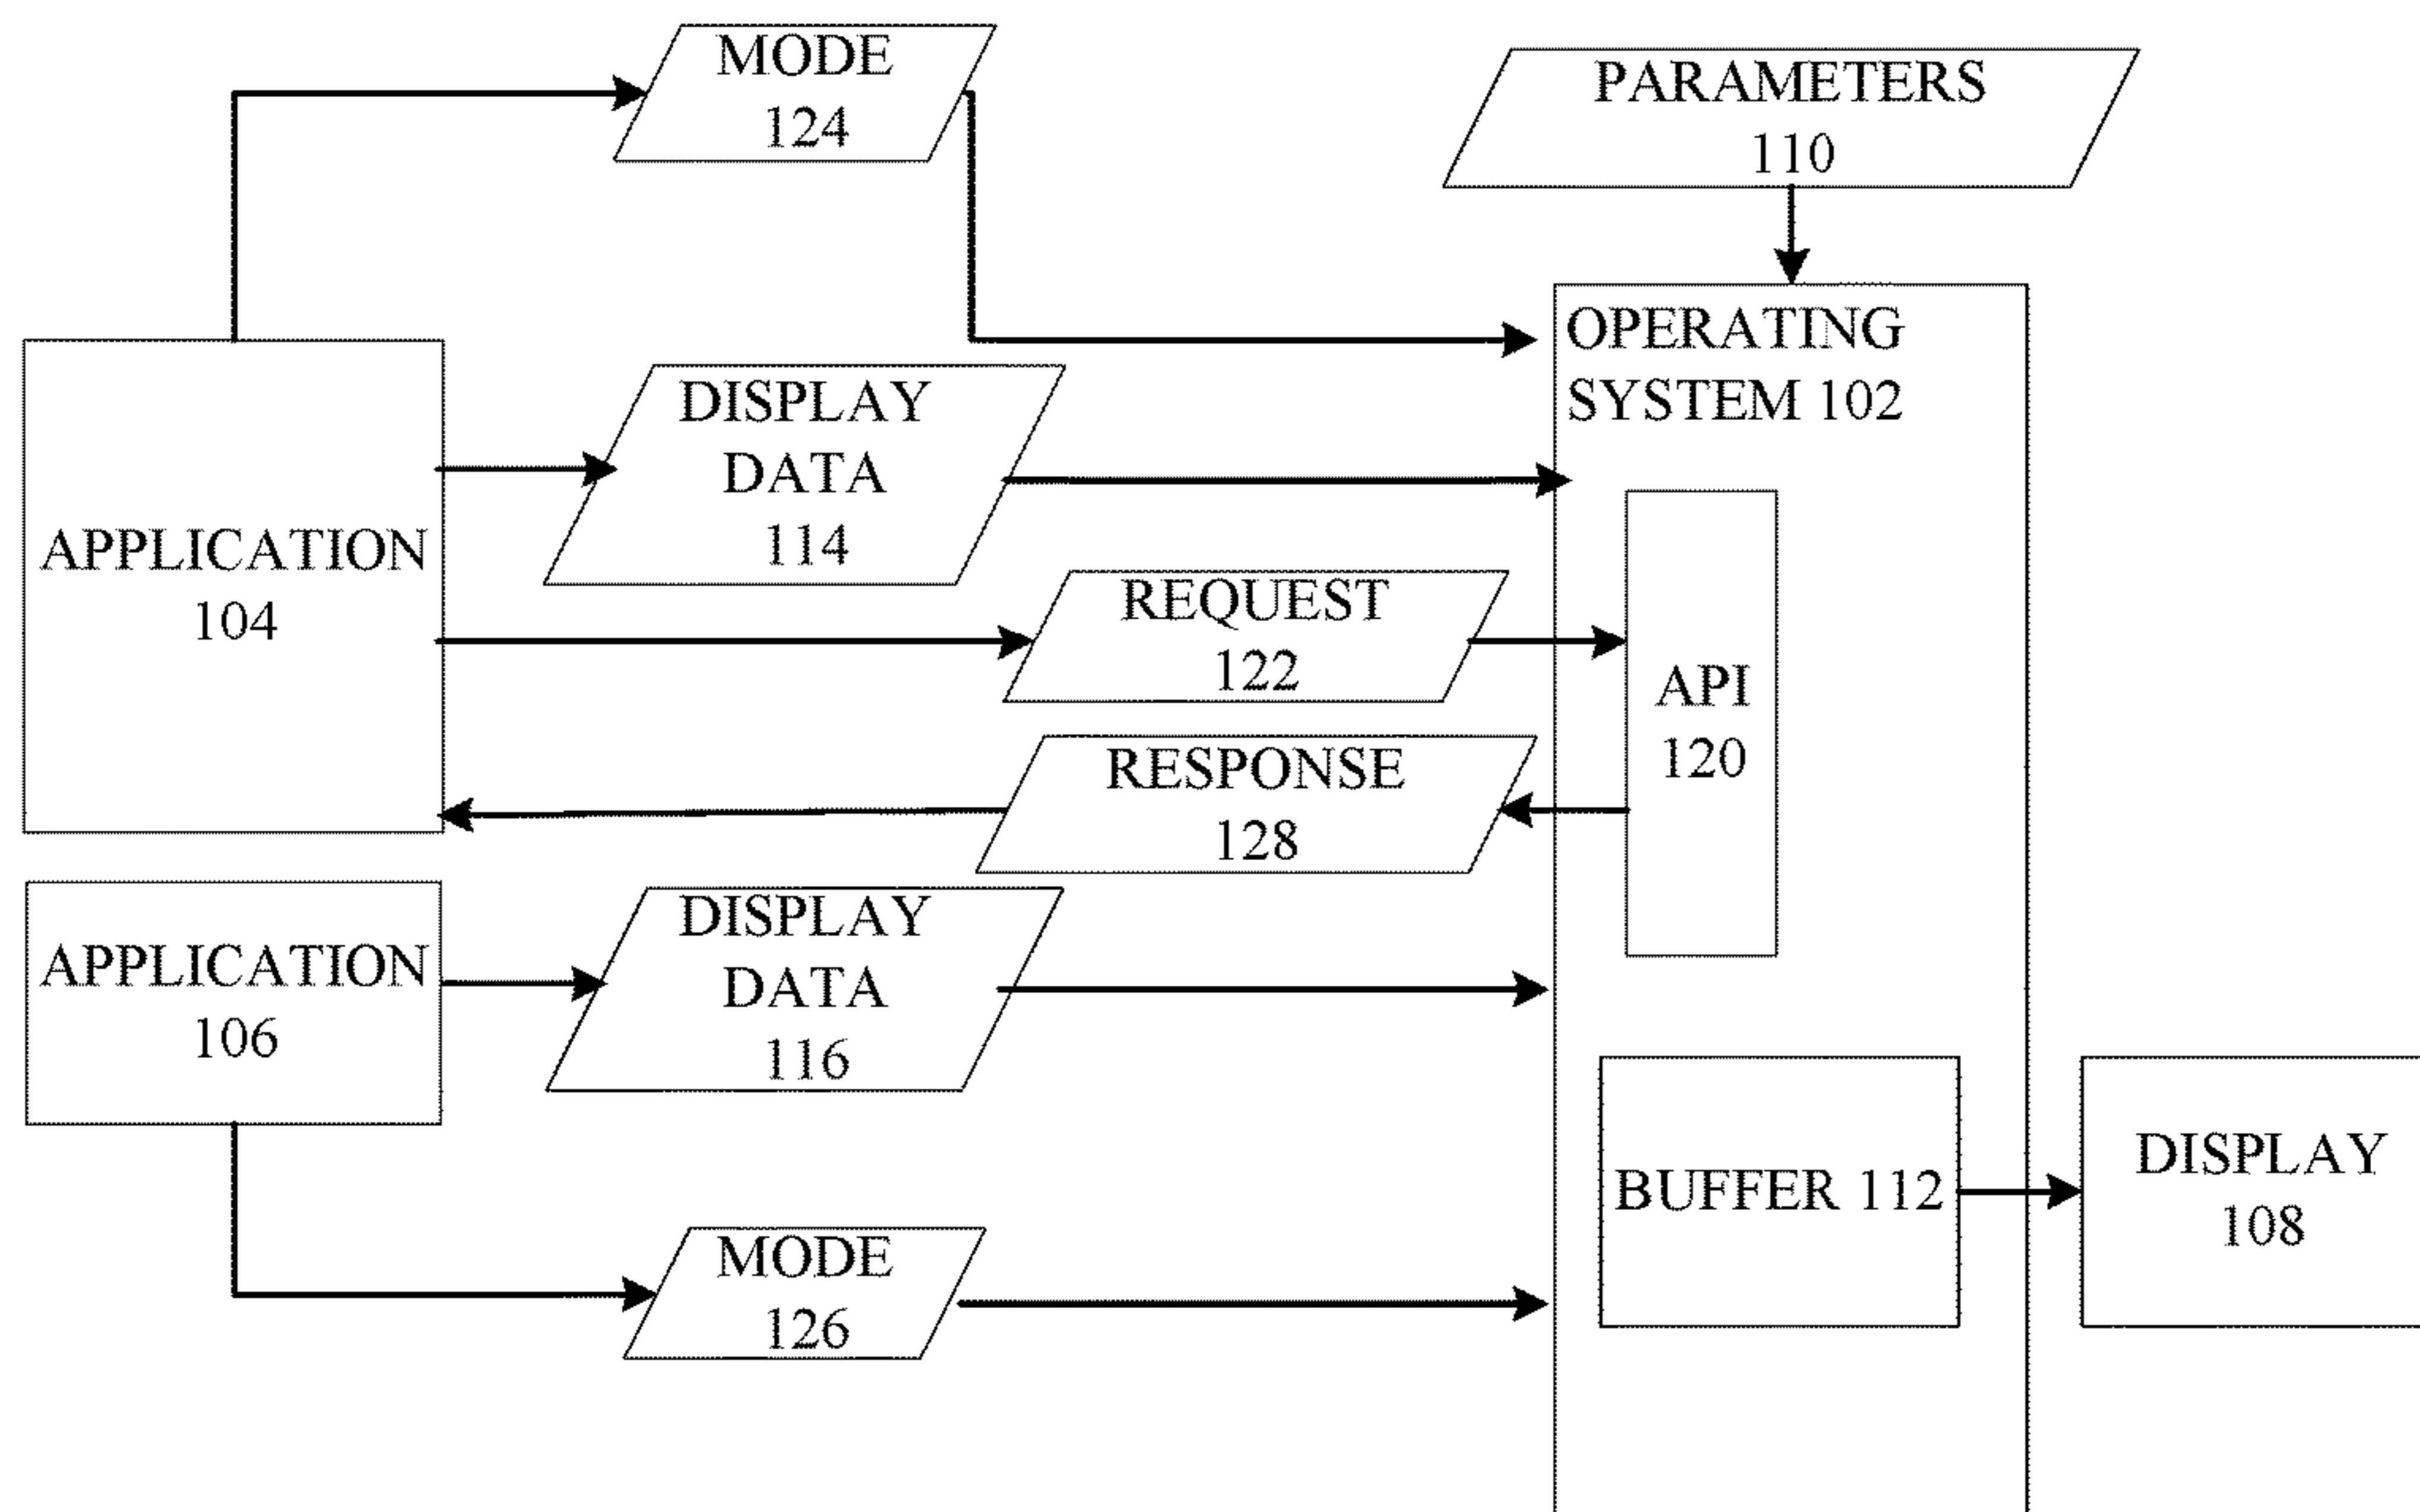 MODE
124
PARAMETERS
110
OPERATING
SYSTEM 102
DISPLAY
DATA
114
APPLICATION
104
REQUEST
122
API
120
RESPONSE
128
DISPLAY
DATA
116
APPLICATION
106
BUFFER 112
DISPLAY
108
MODE
126